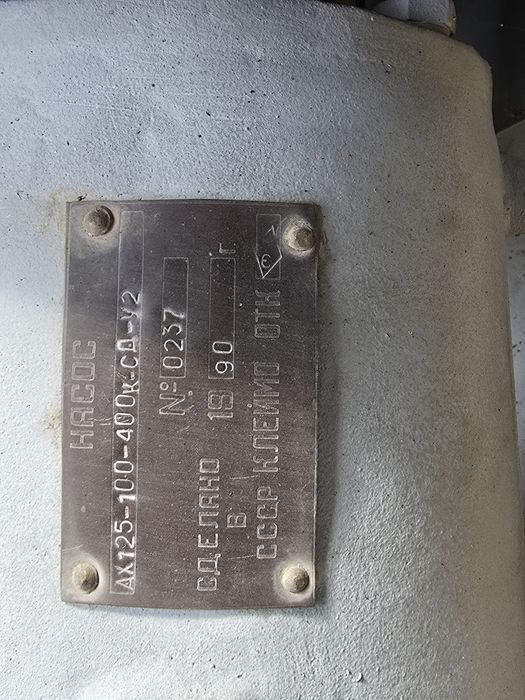 НАСОС
АХ125-100-400К-СД-У2
№ 0237
СДЕЛАНО 19 90 г.
В
СССР КЛЕЙМО ОТК